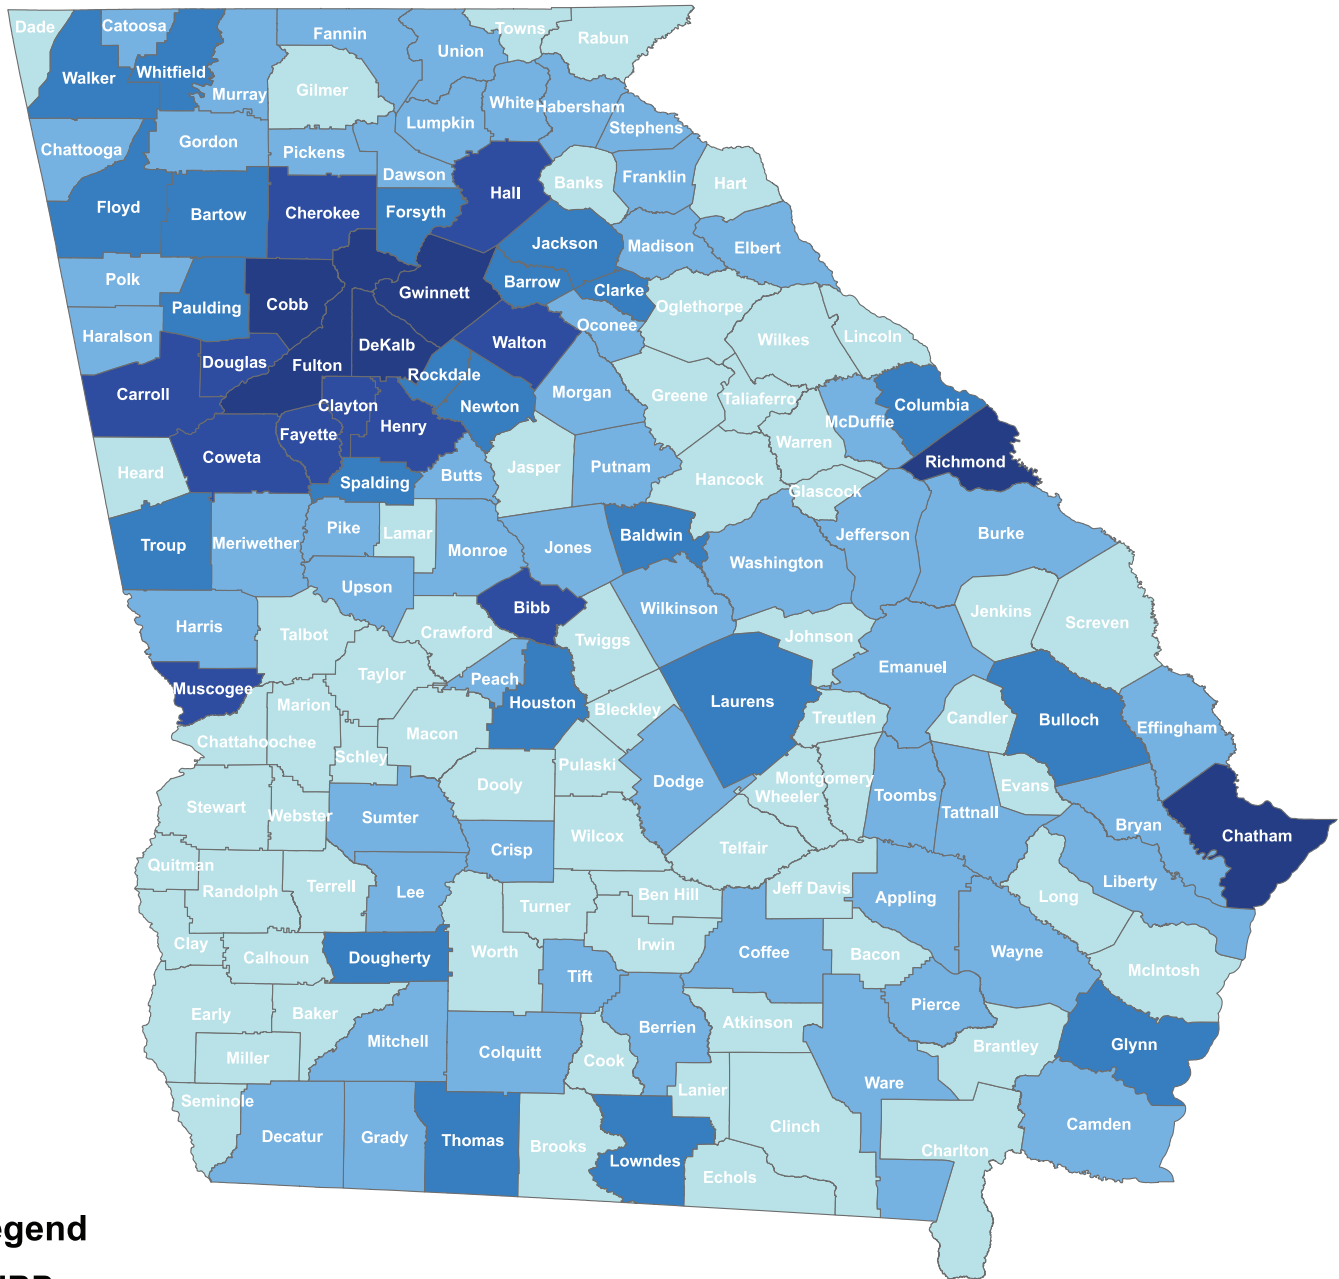 Dade
Catoosa
Fannin
Union
Towns
Rabun
Walker
Whitfield
Murray
Gilmer
White
Habersham
Lumpkin
Stephens
Chattooga
Gordon
Pickens
Dawson
Banks
Franklin
Hart
Hall
Floyd
Bartow
Cherokee
Forsyth
Jackson
Madison
Elbert
Polk
Paulding
Cobb
Gwinnett
Barrow
Clarke
Oglethorpe
Haralson
Douglas
DeKalb
Walton
Oconee
Wilkes
Lincoln
Fulton
Rockdale
Carroll
Clayton
Newton
Morgan
Greene
Taliaferro
McDuffie
Columbia
Fayette
Henry
Warren
Coweta
Richmond
Heard
Spalding
Butts
Jasper
Putnam
Hancock
Glascock
Troup
Meriwether
Pike
Lamar
Monroe
Jones
Baldwin
Washington
Jefferson
Burke
Upson
Bibb
Wilkinson
Jenkins
Screven
Harris
Talbot
Crawford
Twiggs
Johnson
Taylor
Peach
Emanuel
Muscogee
Marion
Houston
Bleckley
Laurens
Treutlen
Candler
Bulloch
Effingham
Chattahoochee
Schley
Macon
Pulaski
Dodge
Montgomery
Wheeler
Toombs
Tattnall
Evans
Bryan
Chatham
Stewart
Webster
Sumter
Dooly
Crisp
Wilcox
Telfair
Quitman
Randolph
Terrell
Lee
Turner
Ben Hill
Jeff Davis
Appling
Long
Liberty
Clay
Calhoun
Dougherty
Worth
Tift
Irwin
Coffee
Bacon
Wayne
McIntosh
Early
Baker
Mitchell
Colquitt
Berrien
Atkinson
Pierce
Brantley
Glynn
Miller
Cook
Lanier
Ware
Seminole
Decatur
Grady
Thomas
Brooks
Lowndes
Echols
Clinch
Charlton
Camden
egend